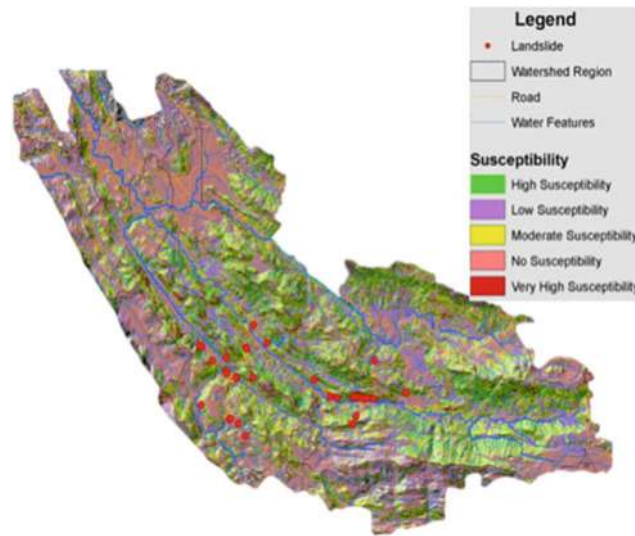 Legend
Landslide
Watershed Region
Road
Water Features
Susceptibility
High Susceptibility
Low Susceptibility
Moderate Susceptibility
No Susceptibility
Very High Susceptibility